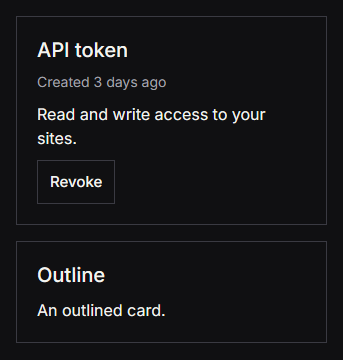 API token
Created 3 days ago
Read and write access to your
sites.
Revoke
Outline
An outlined card.